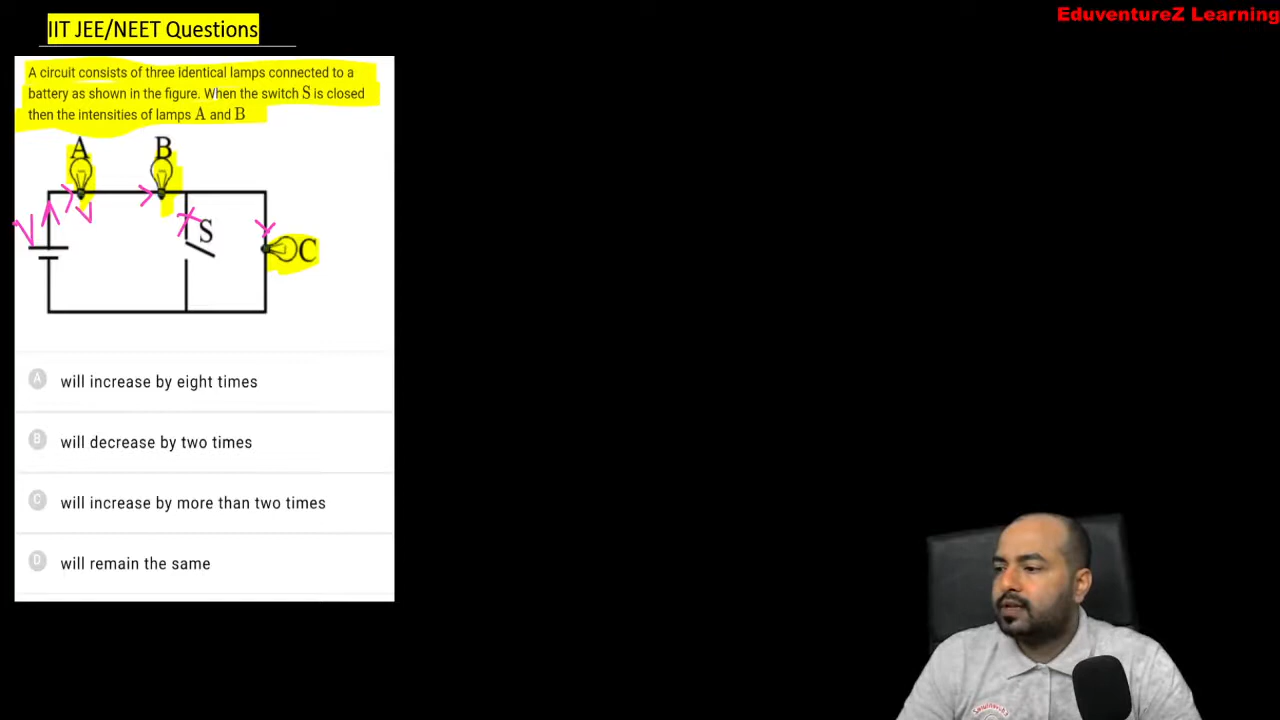 IIT JEE/NEET Questions
EduventureZ Learning
A circuit consists of three identical lamps connected to a
battery as shown in the figure. When the switch S is closed
then the intensities of lamps A and B
A
B
V
V
S
C
A will increase by eight times
B will decrease by two times
C will increase by more than two times
D will remain the same